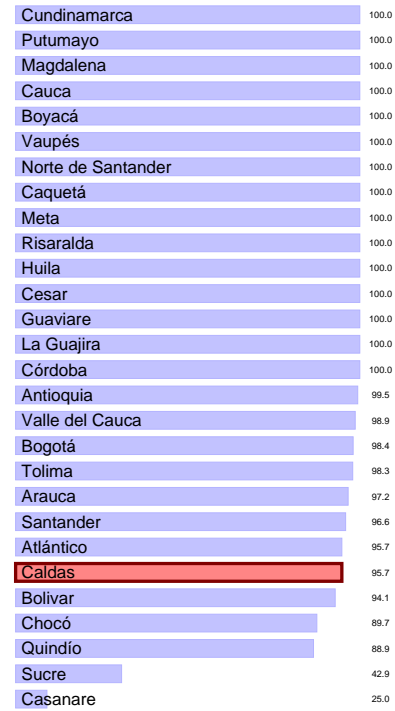 Cundinamarca 100.0
Putumayo 100.0
Magdalena 100.0
Cauca 100.0
Boyacá 100.0
Vaupés 100.0
Norte de Santander 100.0
Caquetá 100.0
Meta 100.0
Risaralda 100.0
Huila 100.0
Cesar 100.0
Guaviare 100.0
La Guajira 100.0
Córdoba 100.0
Antioquia 99.5
Valle del Cauca 98.9
Bogotá 98.4
Tolima 98.3
Arauca 97.2
Santander 96.6
Atlántico 95.7
Caldas 95.7
Bolivar 94.1
Chocó 89.7
Quindío 88.9
Sucre 42.9
Casanare 25.0